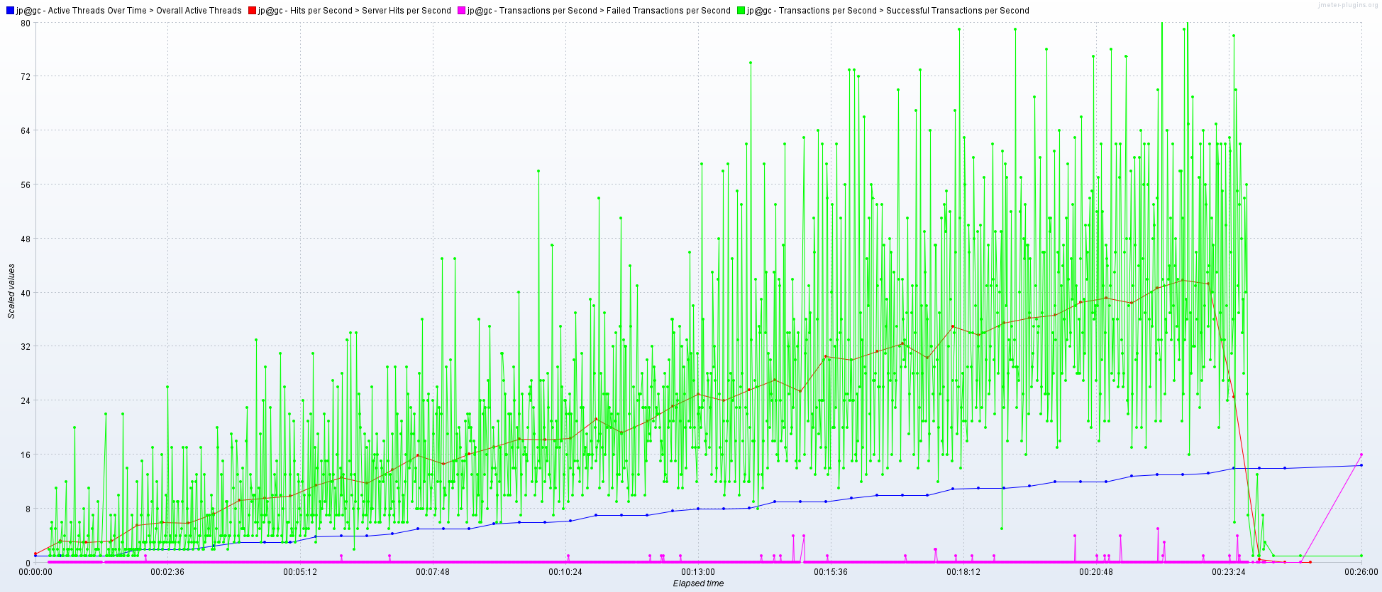 jmeter-plugins.org
jp@gc - Active Threads Over Time > Overall Active Threads jp@gc - Hits per Second > Server Hits per Second jp@gc - Transactions per Second > Failed Transactions per Second jp@gc - Transactions per Second > Successful Transactions per Second
80
72
64
56
48
40
32
24
16
8
0
Scaled values
00:00:00 00:02:36 00:05:12 00:07:48 00:10:24 00:13:00 00:15:36 00:18:12 00:20:48 00:23:24 00:26:00
Elapsed time